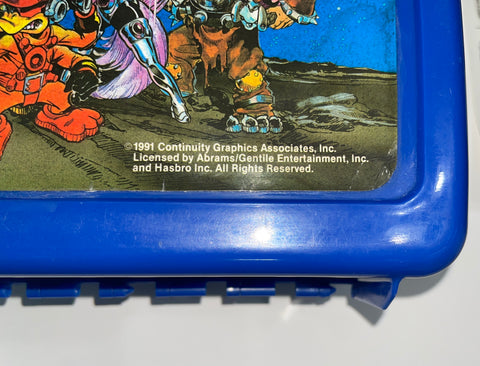 ©1991 Continuity Graphics Associates, Inc.
Licensed by Abrams/Gentile Entertainment, Inc.
and Hasbro Inc. All Rights Reserved.